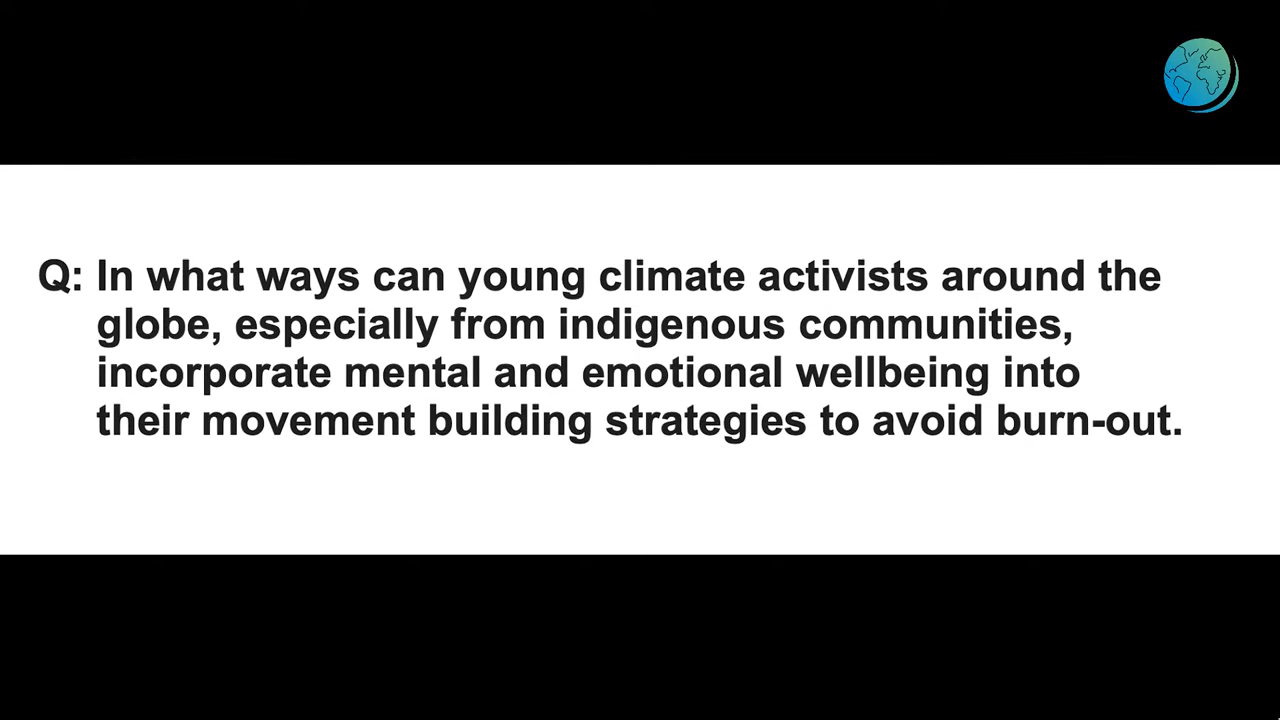 Q: In what ways can young climate activists around the
globe, especially from indigenous communities,
incorporate mental and emotional wellbeing into
their movement building strategies to avoid burn-out.